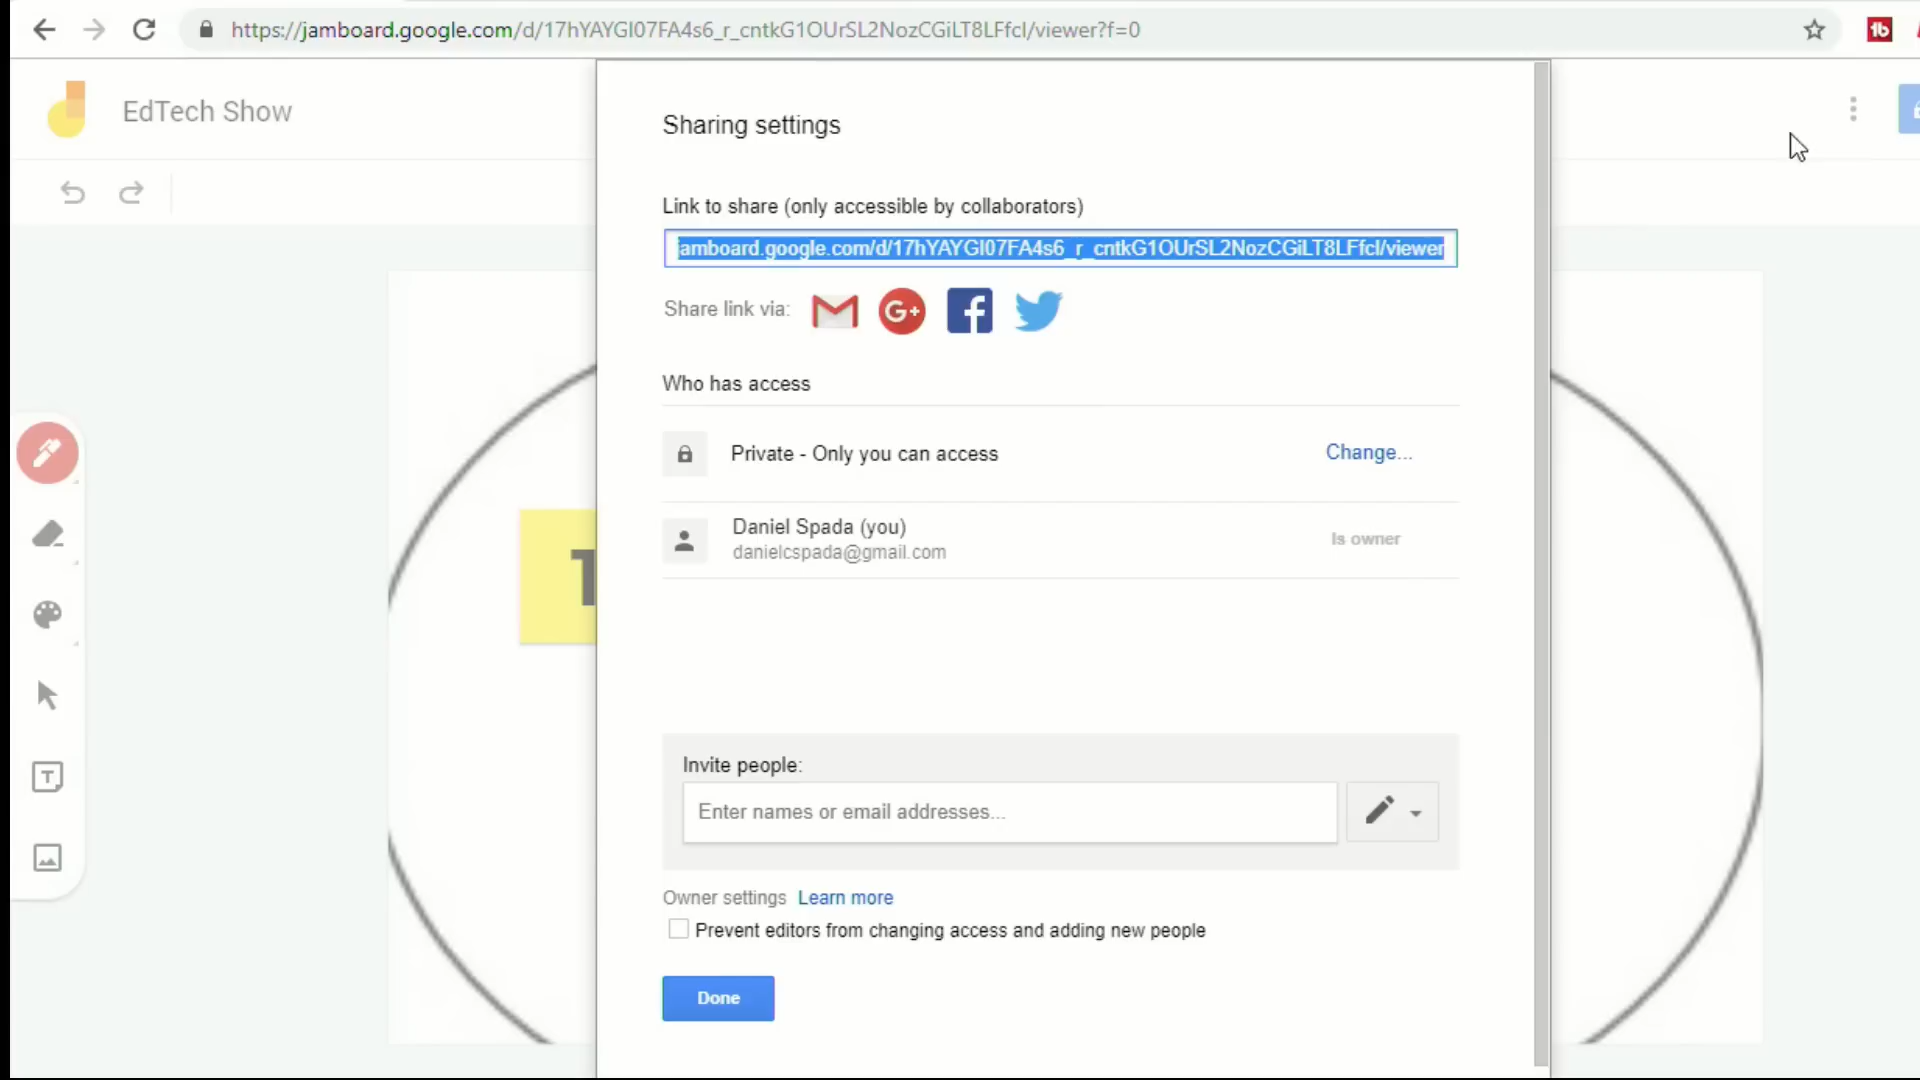 https://jamboard.google.com/d/17hYAYGI07FA4s6_r_cntkG1OUrSL2NozCGiLT8LFfcI/viewer?f=0
EdTech Show
Sharing settings
Link to share (only accessible by collaborators)
jamboard.google.com/d/17hYAYGI07FA4s6_r_cntkG1OUrSL2NozCGiLT8LFfcI/viewer
Share link via:
G+
Who has access
Private - Only you can access
Change...
Daniel Spada (you)
danielcspada@gmail.com
Is owner
1
Invite people:
Enter names or email addresses...
Owner settings Learn more
Prevent editors from changing access and adding new people
Done